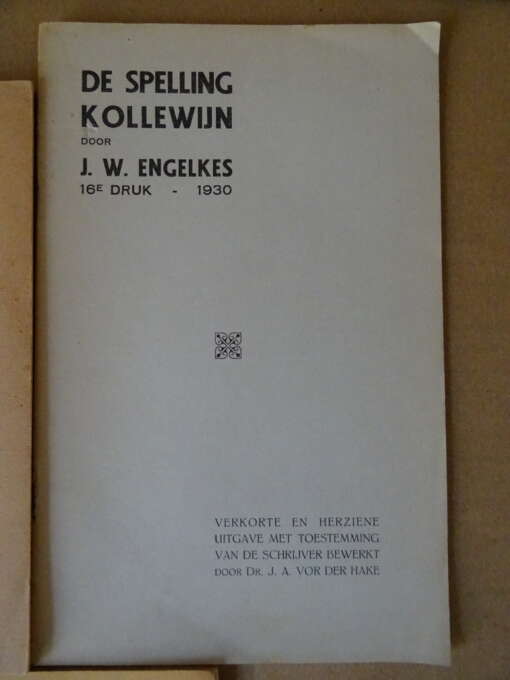 DE SPELLING
KOLLEWIJN
DOOR
J. W. ENGELKES
16E DRUK - 1930
VERKORTE EN HERZIENE
UITGAVE MET TOESTEMMING
VAN DE SCHRIJVER BEWERKT
DOOR DR. J. A. VOR DER HAKE